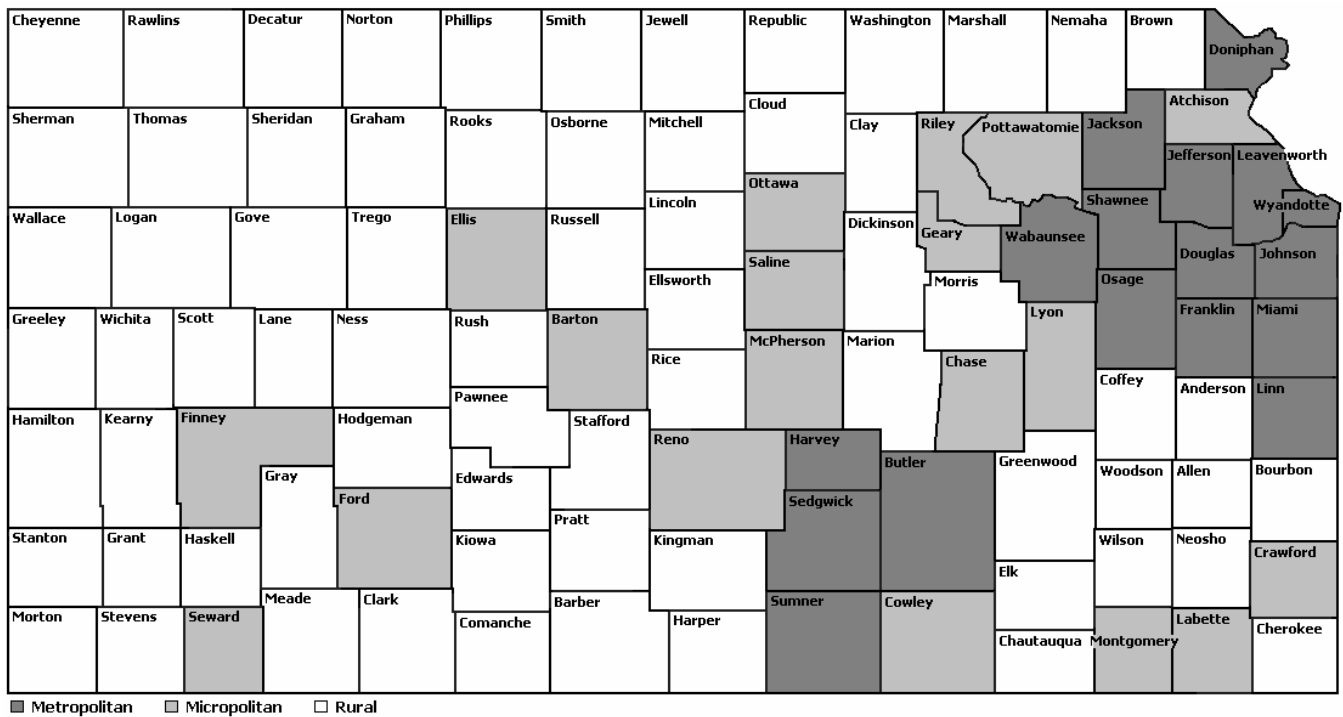 Cheyenne
Rawlins
Decatur
Norton
Phillips
Smith
Jewell
Republic
Washington
Marshall
Nemaha
Brown
Doniphan
Sherman
Thomas
Sheridan
Graham
Rooks
Osborne
Mitchell
Cloud
Clay
Riley
Pottawatomie
Jackson
Atchison
Jefferson
Leavenworth
Wyandotte
Wallace
Logan
Gove
Trego
Ellis
Russell
Lincoln
Ottawa
Dickinson
Geary
Wabaunsee
Shawnee
Douglas
Johnson
Ellsworth
Saline
Morris
Osage
Greeley
Wichita
Scott
Lane
Ness
Rush
Barton
Rice
McPherson
Marion
Chase
Lyon
Franklin
Miami
Coffey
Anderson
Linn
Hamilton
Kearny
Finney
Hodgeman
Pawnee
Stafford
Reno
Harvey
Butler
Greenwood
Woodson
Allen
Bourbon
Gray
Ford
Edwards
Sedgwick
Stanton
Grant
Haskell
Kiowa
Pratt
Kingman
Elk
Wilson
Neosho
Crawford
Morton
Stevens
Seward
Meade
Clark
Comanche
Barber
Harper
Sumner
Cowley
Chautauqua
Montgomery
Labette
Cherokee
Metropolitan
Micropolitan
Rural